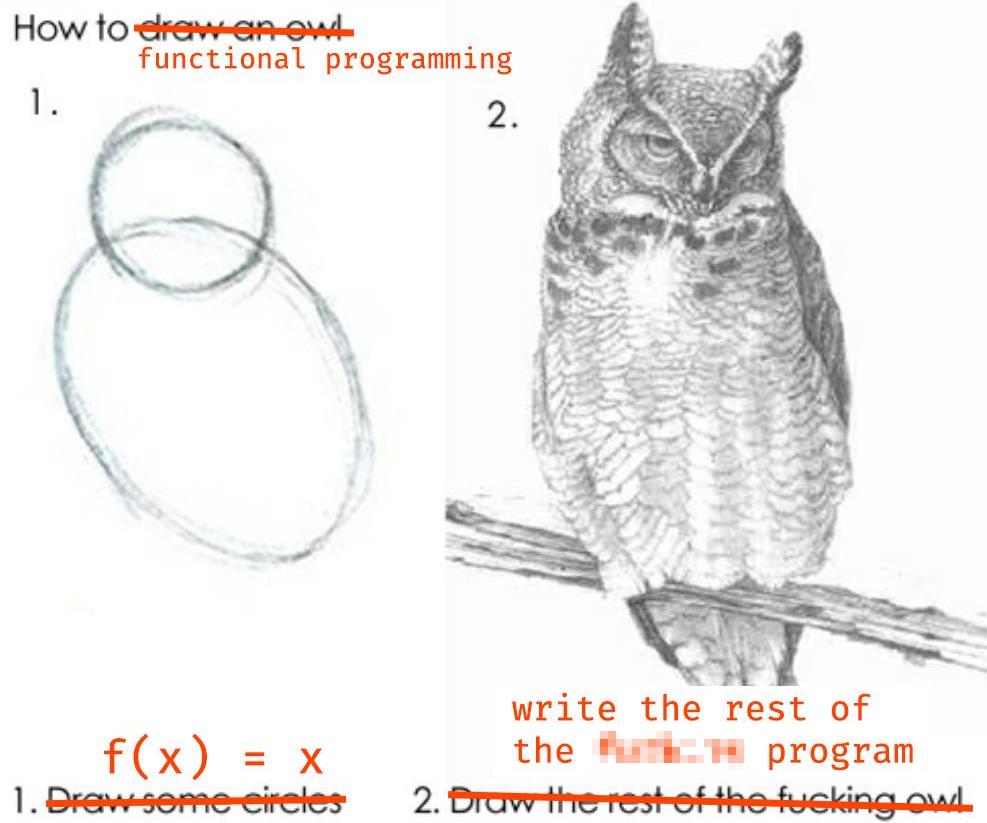 How to draw an owl
functional programming
1.
2.
f(x) = x
1. Draw some circles
write the rest of
the program
2. Draw the rest of the fucking owl